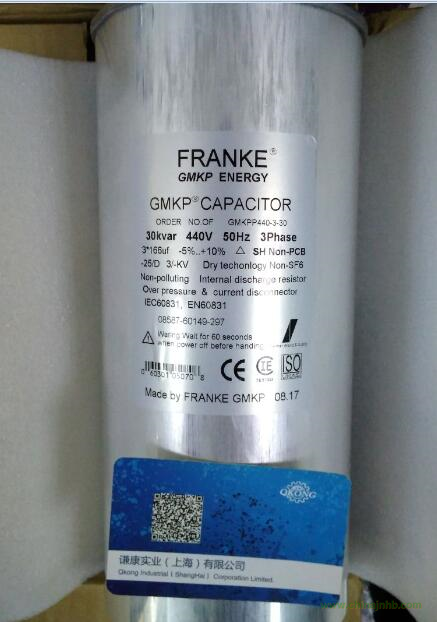 FRANKE®
GMKP ENERGY
GMKP® CAPACITOR
ORDER NO.OF GMKPP440-3-30
30kvar 440V 50Hz 3Phase
3*166uf -5%..+10% △ SH Non-PCB
-25/D 3/-KV Dry techonlogy Non-SF6
Non-polluting Internal discharge resistor
Over pressure & current disconnector
IEC60831, EN60831
08587-60149-297
Waring Wait for 60 seconds
when power off before handing
0 60301 05070 8
CE
ISO
Made by FRANKE GMKP 08.17
QKONG
谦康实业（上海）有限公司
Qkong Industrial ( ShangHai ) Corporation Limited.